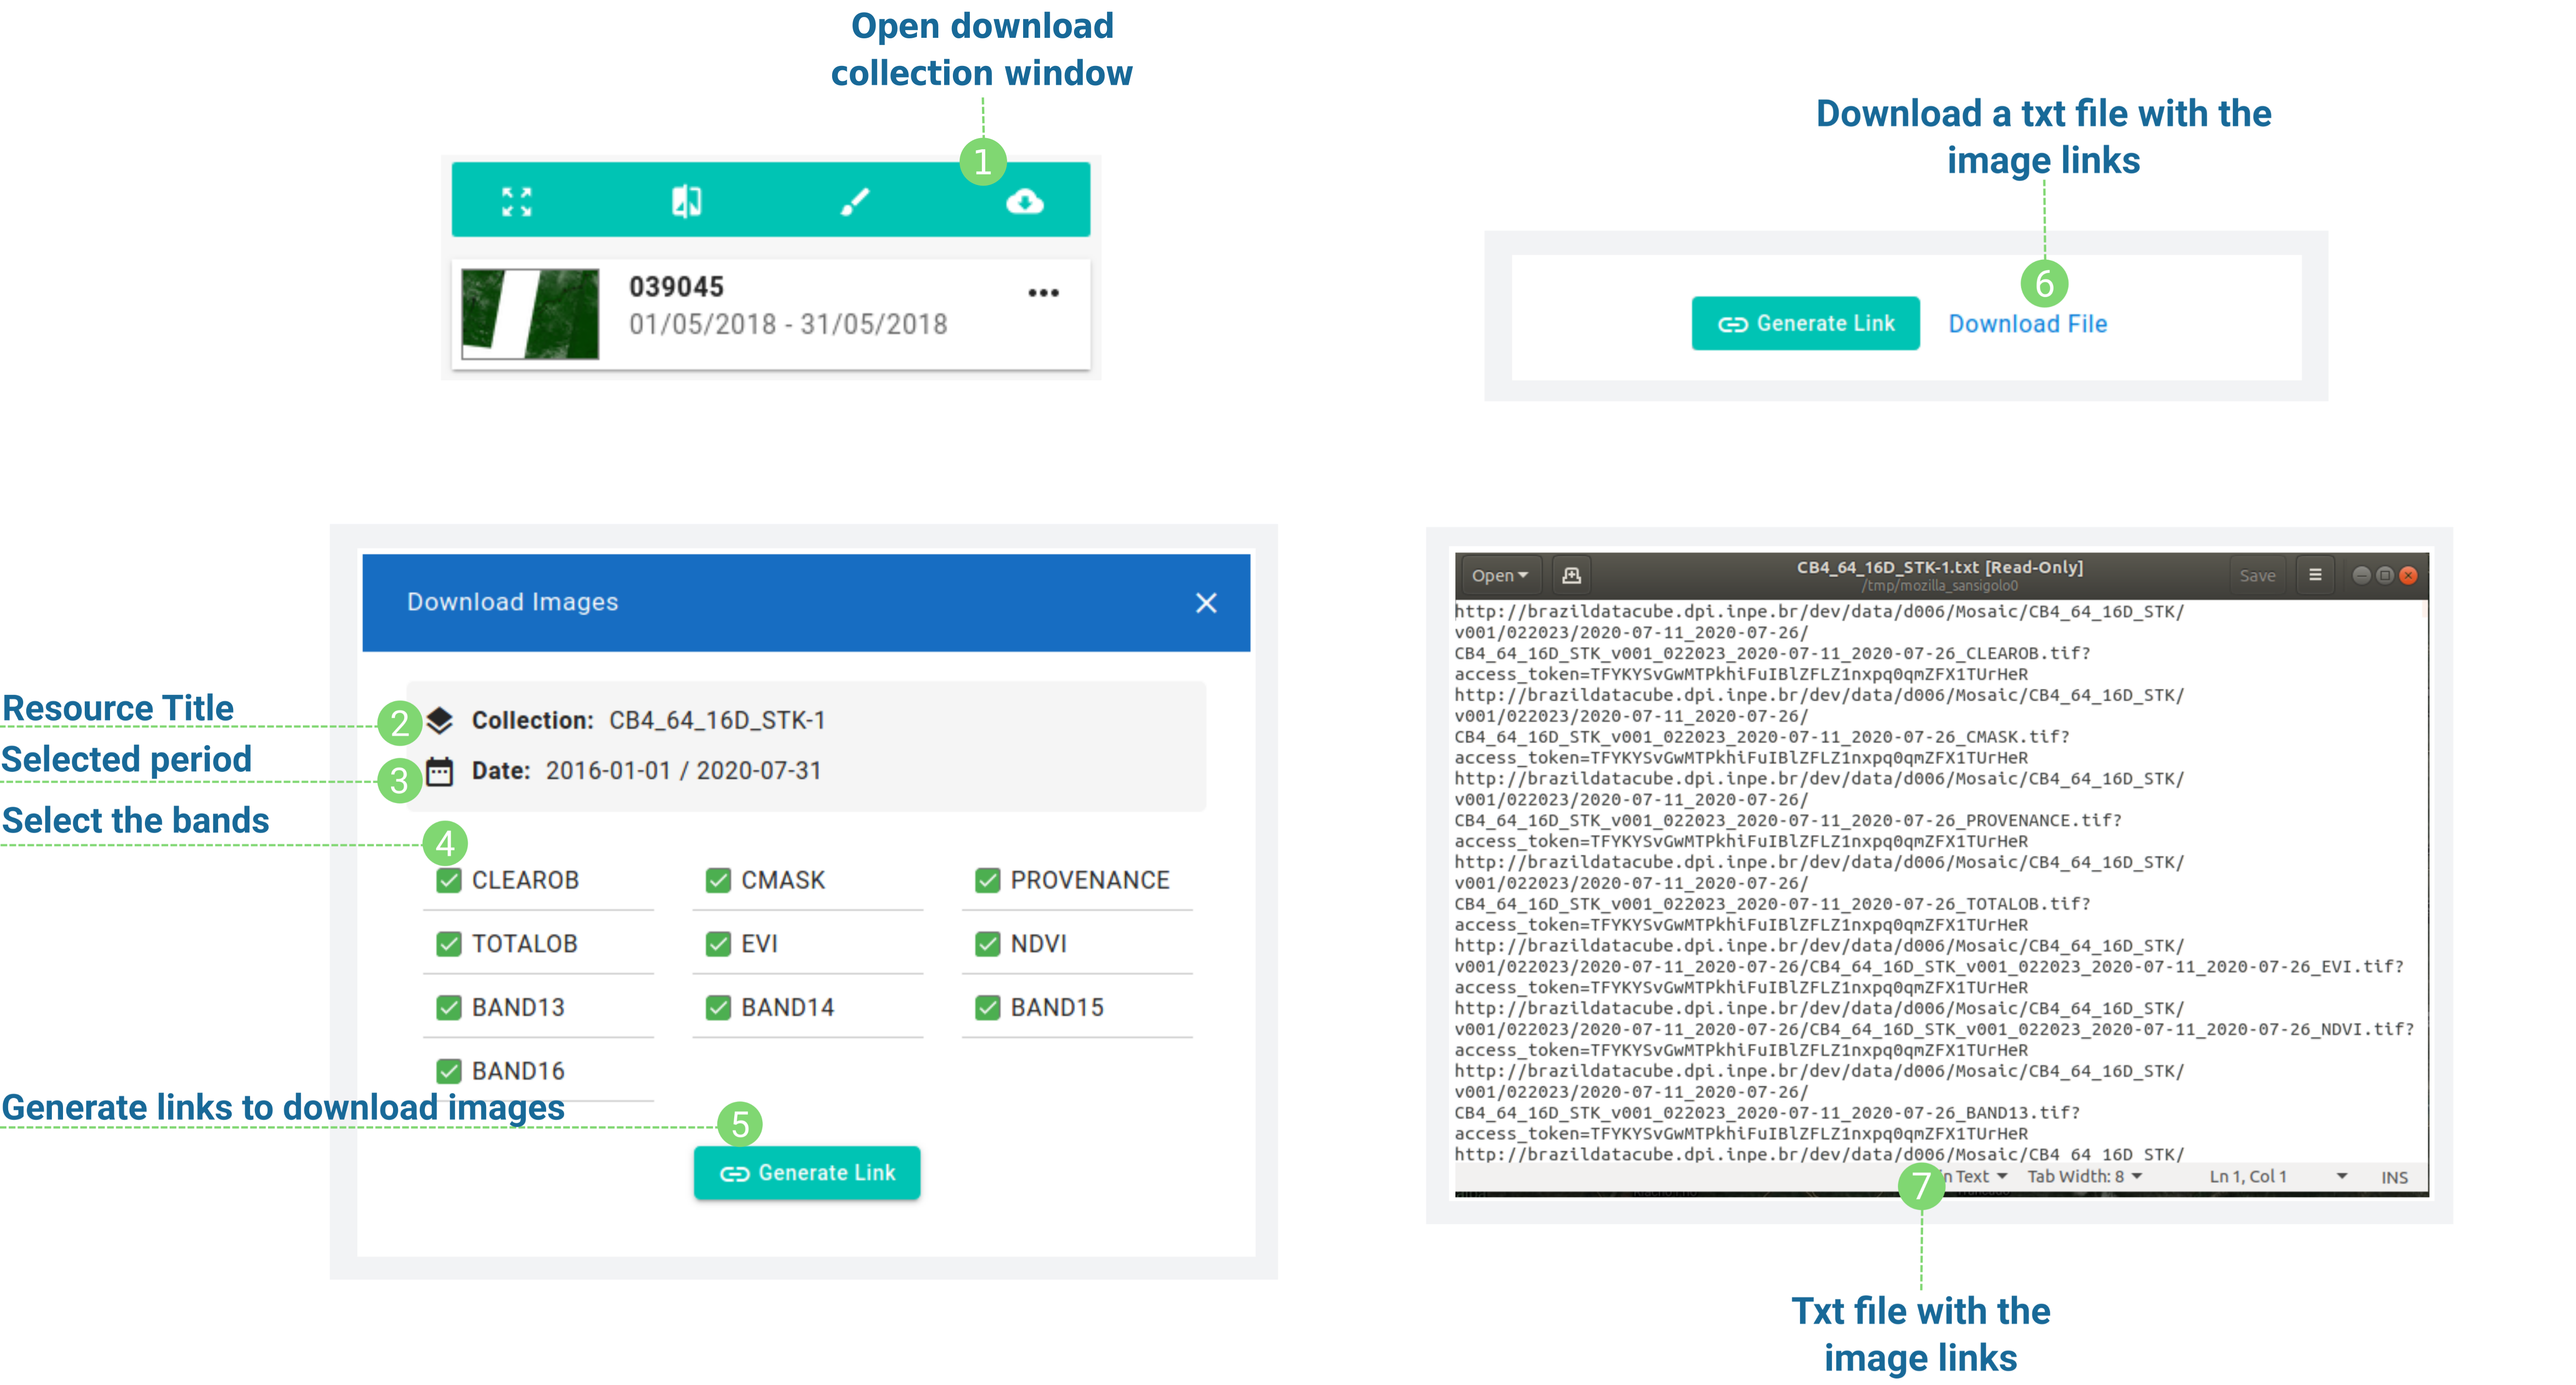 Open download
collection window
1
039045
01/05/2018 - 31/05/2018
Download a txt file with the
image links
6
Generate Link
Download File
Download Images
Resource Title
2
Collection: CB4_64_16D_STK-1
Selected period
3
Date: 2016-01-01 / 2020-07-31
Select the bands
4
CLEAROB CMASK PROVENANCE
TOTALOB EVI NDVI
BAND13 BAND14 BAND15
BAND16
Generate links to download images
5
Generate Link
Open CB4_64_16D_STK-1.txt [Read-Only] Save
/tmp/mozilla_sansigolo0
http://brazildatacube.dpi.inpe.br/dev/data/d006/Mosaic/CB4_64_16D_STK/
v001/022023/2020-07-11_2020-07-26/
CB4_64_16D_STK_v001_022023_2020-07-11_2020-07-26_CLEAROB.tif?
access_token=TFYKYSvGwMTPkhiFuIBlZFLZ1nxpq0qmZFX1TUrHeR
http://brazildatacube.dpi.inpe.br/dev/data/d006/Mosaic/CB4_64_16D_STK/
v001/022023/2020-07-11_2020-07-26/
CB4_64_16D_STK_v001_022023_2020-07-11_2020-07-26_CMASK.tif?
access_token=TFYKYSvGwMTPkhiFuIBlZFLZ1nxpq0qmZFX1TUrHeR
http://brazildatacube.dpi.inpe.br/dev/data/d006/Mosaic/CB4_64_16D_STK/
v001/022023/2020-07-11_2020-07-26/
CB4_64_16D_STK_v001_022023_2020-07-11_2020-07-26_PROVENANCE.tif?
access_token=TFYKYSvGwMTPkhiFuIBlZFLZ1nxpq0qmZFX1TUrHeR
http://brazildatacube.dpi.inpe.br/dev/data/d006/Mosaic/CB4_64_16D_STK/
v001/022023/2020-07-11_2020-07-26/
CB4_64_16D_STK_v001_022023_2020-07-11_2020-07-26_TOTALOB.tif?
access_token=TFYKYSvGwMTPkhiFuIBlZFLZ1nxpq0qmZFX1TUrHeR
http://brazildatacube.dpi.inpe.br/dev/data/d006/Mosaic/CB4_64_16D_STK/
v001/022023/2020-07-11_2020-07-26/CB4_64_16D_STK_v001_022023_2020-07-11_2020-07-26_EVI.tif?
access_token=TFYKYSvGwMTPkhiFuIBlZFLZ1nxpq0qmZFX1TUrHeR
http://brazildatacube.dpi.inpe.br/dev/data/d006/Mosaic/CB4_64_16D_STK/
v001/022023/2020-07-11_2020-07-26/CB4_64_16D_STK_v001_022023_2020-07-11_2020-07-26_NDVI.tif?
access_token=TFYKYSvGwMTPkhiFuIBlZFLZ1nxpq0qmZFX1TUrHeR
http://brazildatacube.dpi.inpe.br/dev/data/d006/Mosaic/CB4_64_16D_STK/
v001/022023/2020-07-11_2020-07-26/
CB4_64_16D_STK_v001_022023_2020-07-11_2020-07-26_BAND13.tif?
access_token=TFYKYSvGwMTPkhiFuIBlZFLZ1nxpq0qmZFX1TUrHeR
http://brazildatacube.dpi.inpe.br/dev/data/d006/Mosaic/CB4_64_16D_STK/
7
n Text Tab Width: 8 Ln 1, Col 1 INS
Txt file with the
image links